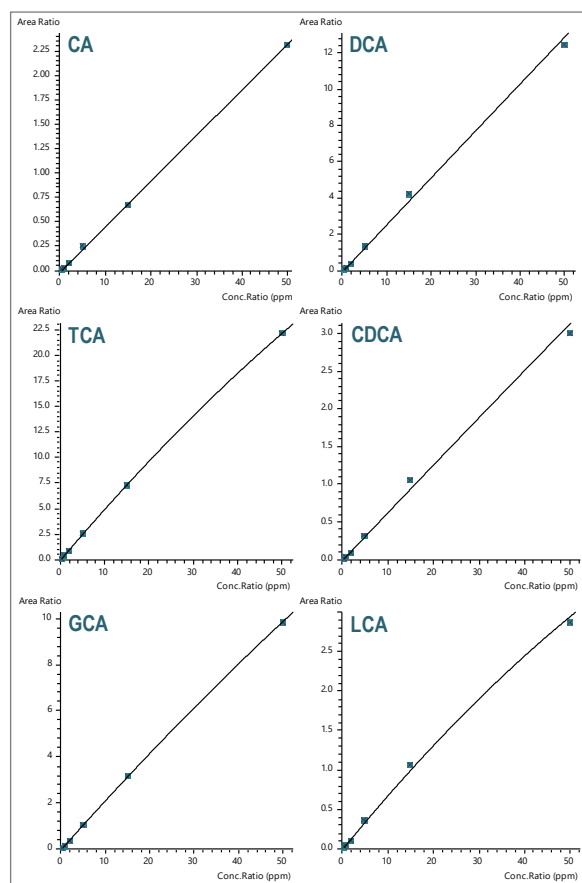 Area Ratio
CA
2.25
2.00
1.75
1.50
1.25
1.00
0.75
0.50
0.25
0.00
0 10 20 30 40 50
Conc.Ratio (ppm)
Area Ratio
DCA
12
10
8
6
4
2
0
0 10 20 30 40 50
Conc.Ratio (ppm)
Area Ratio
TCA
22.5
20.0
17.5
15.0
12.5
10.0
7.5
5.0
2.5
0.0
0 10 20 30 40 50
Conc.Ratio (ppm)
Area Ratio
CDCA
3.0
2.5
2.0
1.5
1.0
0.5
0.0
0 10 20 30 40 50
Conc.Ratio (ppm)
Area Ratio
GCA
10
8
6
4
2
0
0 10 20 30 40 50
Conc.Ratio (ppm)
Area Ratio
LCA
2.5
2.0
1.5
1.0
0.5
0.0
0 10 20 30 40 50
Conc.Ratio (ppm)